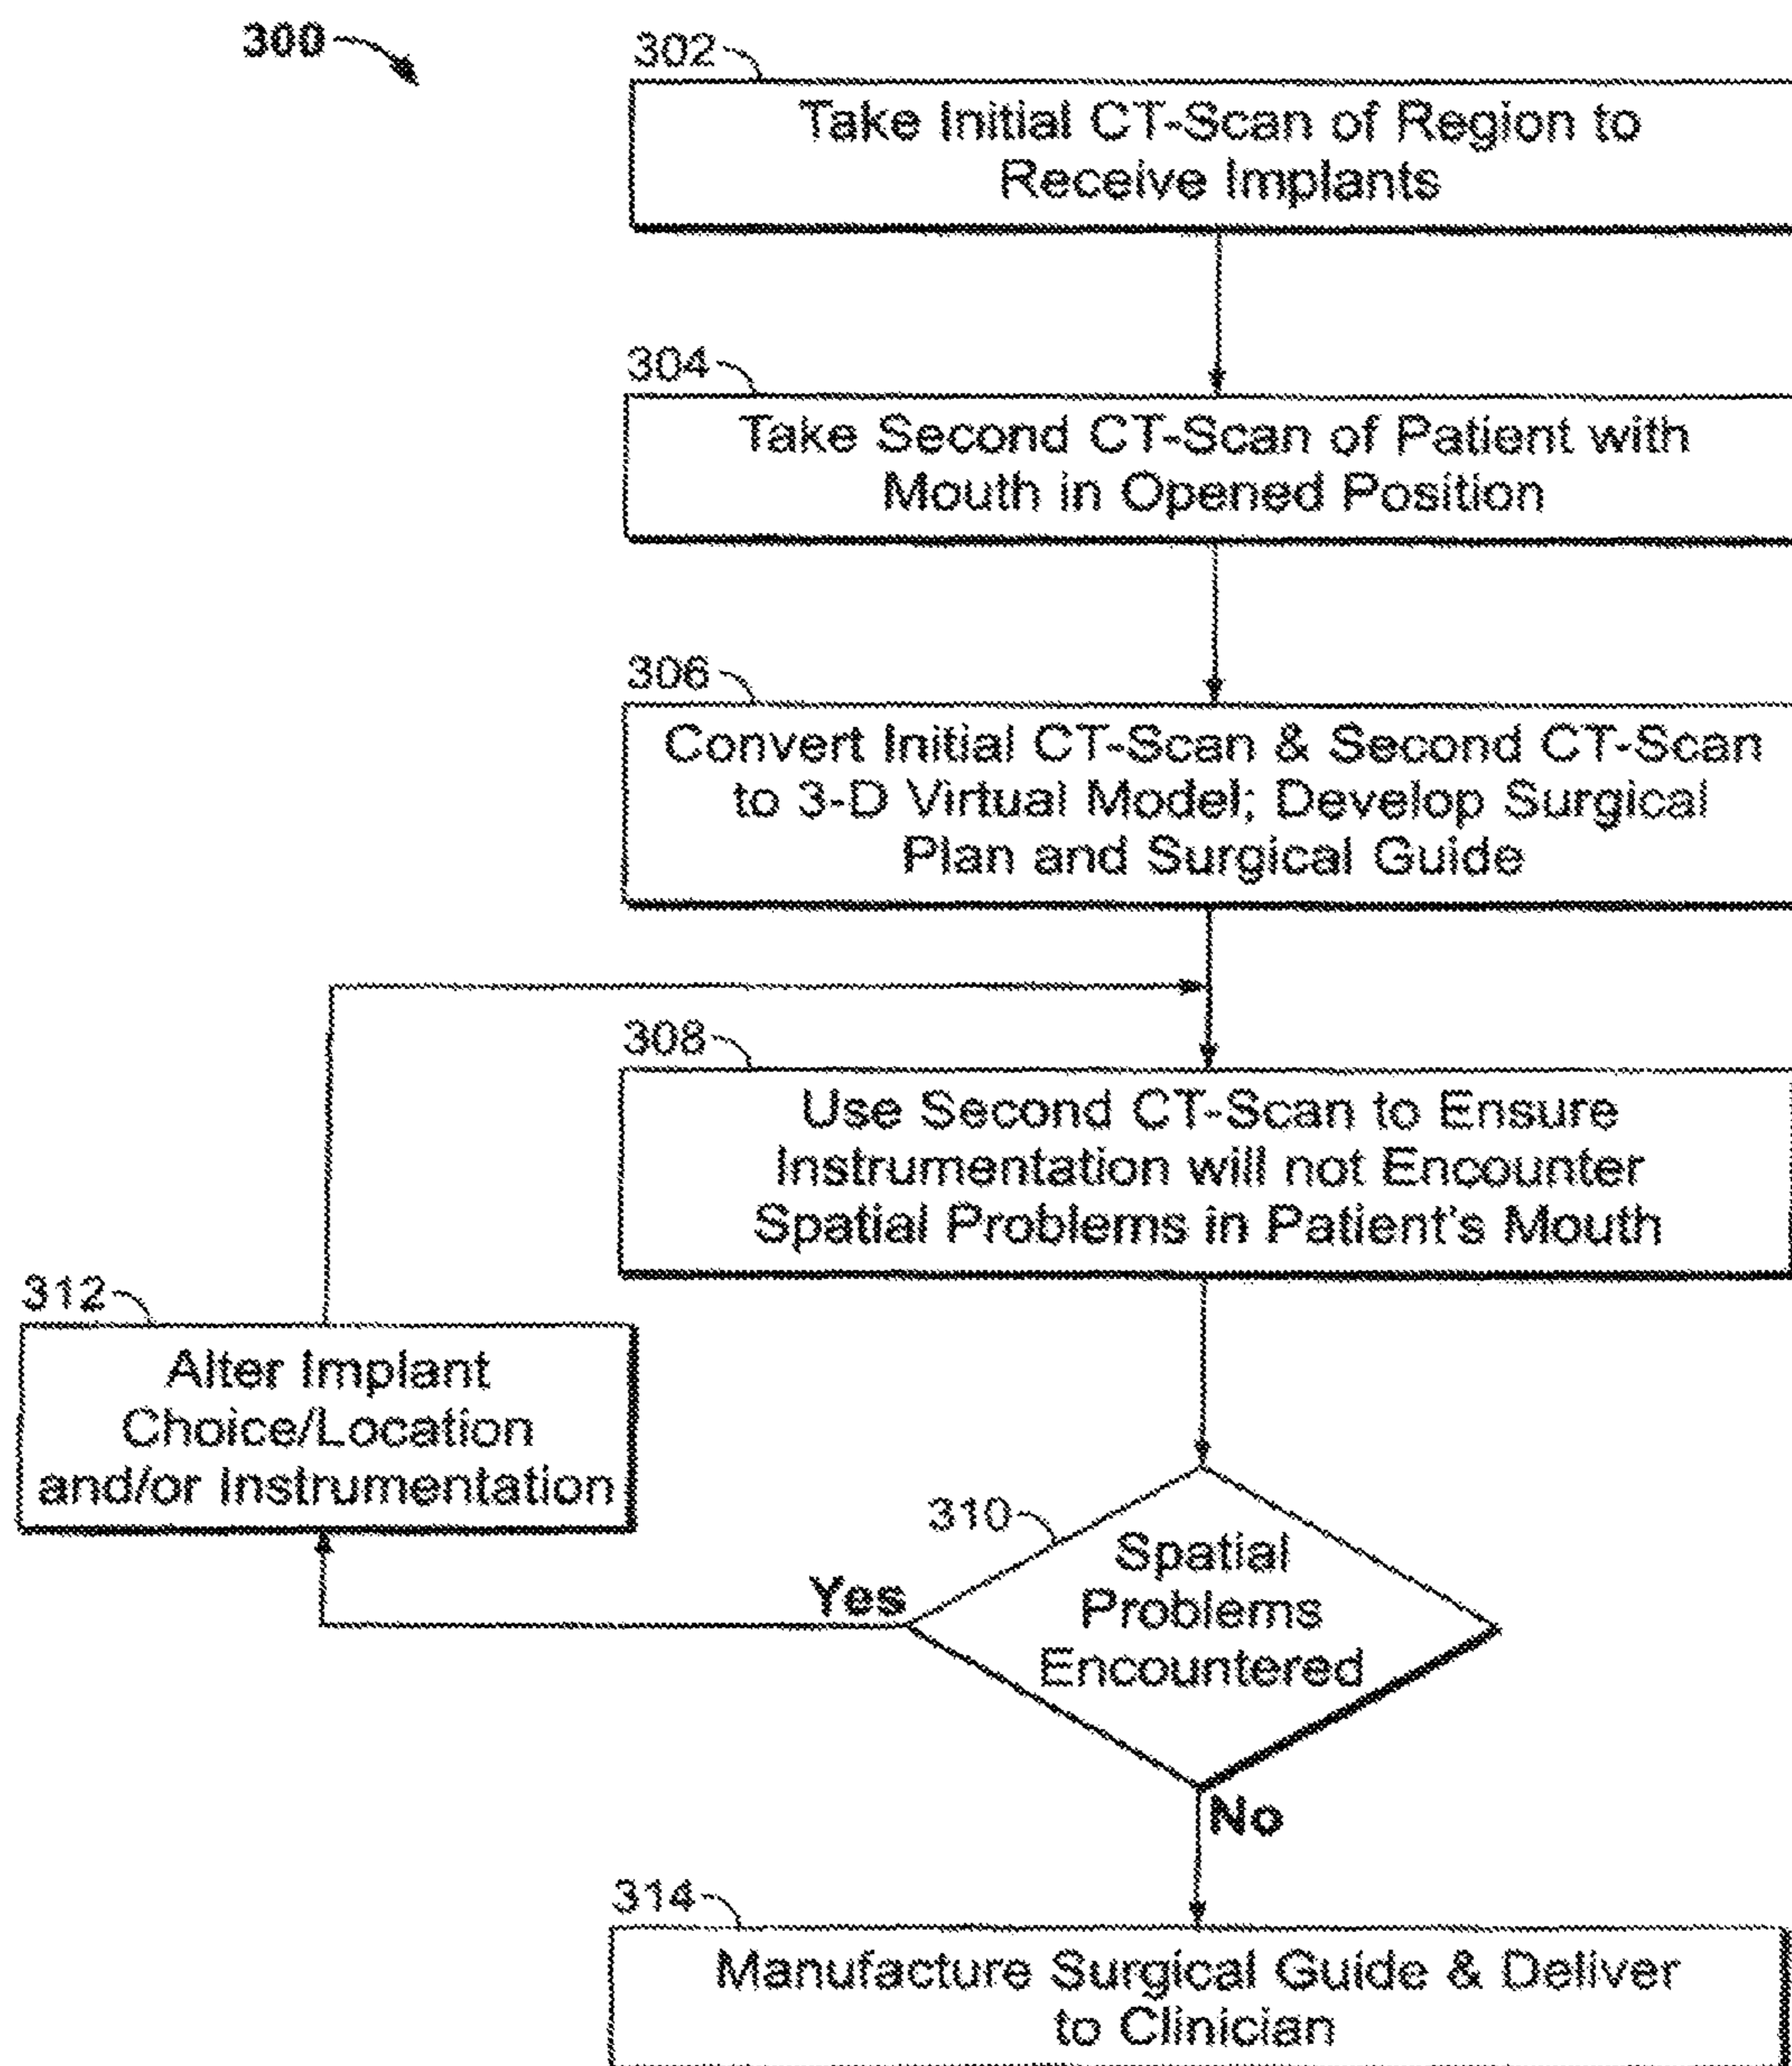 300
302
Take Initial CT-Scan of Region to
Receive Implants
304
Take Second CT-Scan of Patient with
Mouth in Opened Position
306
Convert Initial CT-Scan & Second CT-Scan
to 3-D Virtual Model; Develop Surgical
Plan and Surgical Guide
308
Use Second CT-Scan to Ensure
Instrumentation will not Encounter
Spatial Problems in Patient's Mouth
312
Alter Implant
Choice/Location
and/or Instrumentation
310
Spatial
Problems
Encountered
Yes
No
314
Manufacture Surgical Guide & Deliver
to Clinician